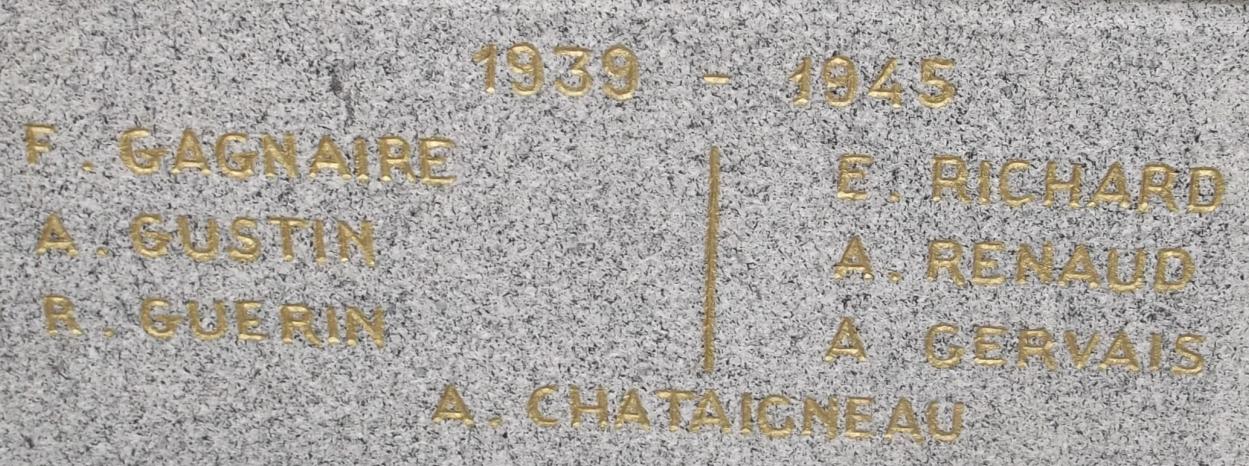 1939 - 1945
F. GAGNAIRE
A. GUSTIN
R. GUERIN
E. RICHARD
A. RENAUD
A GERVAIS
A. CHATAIGNEAU